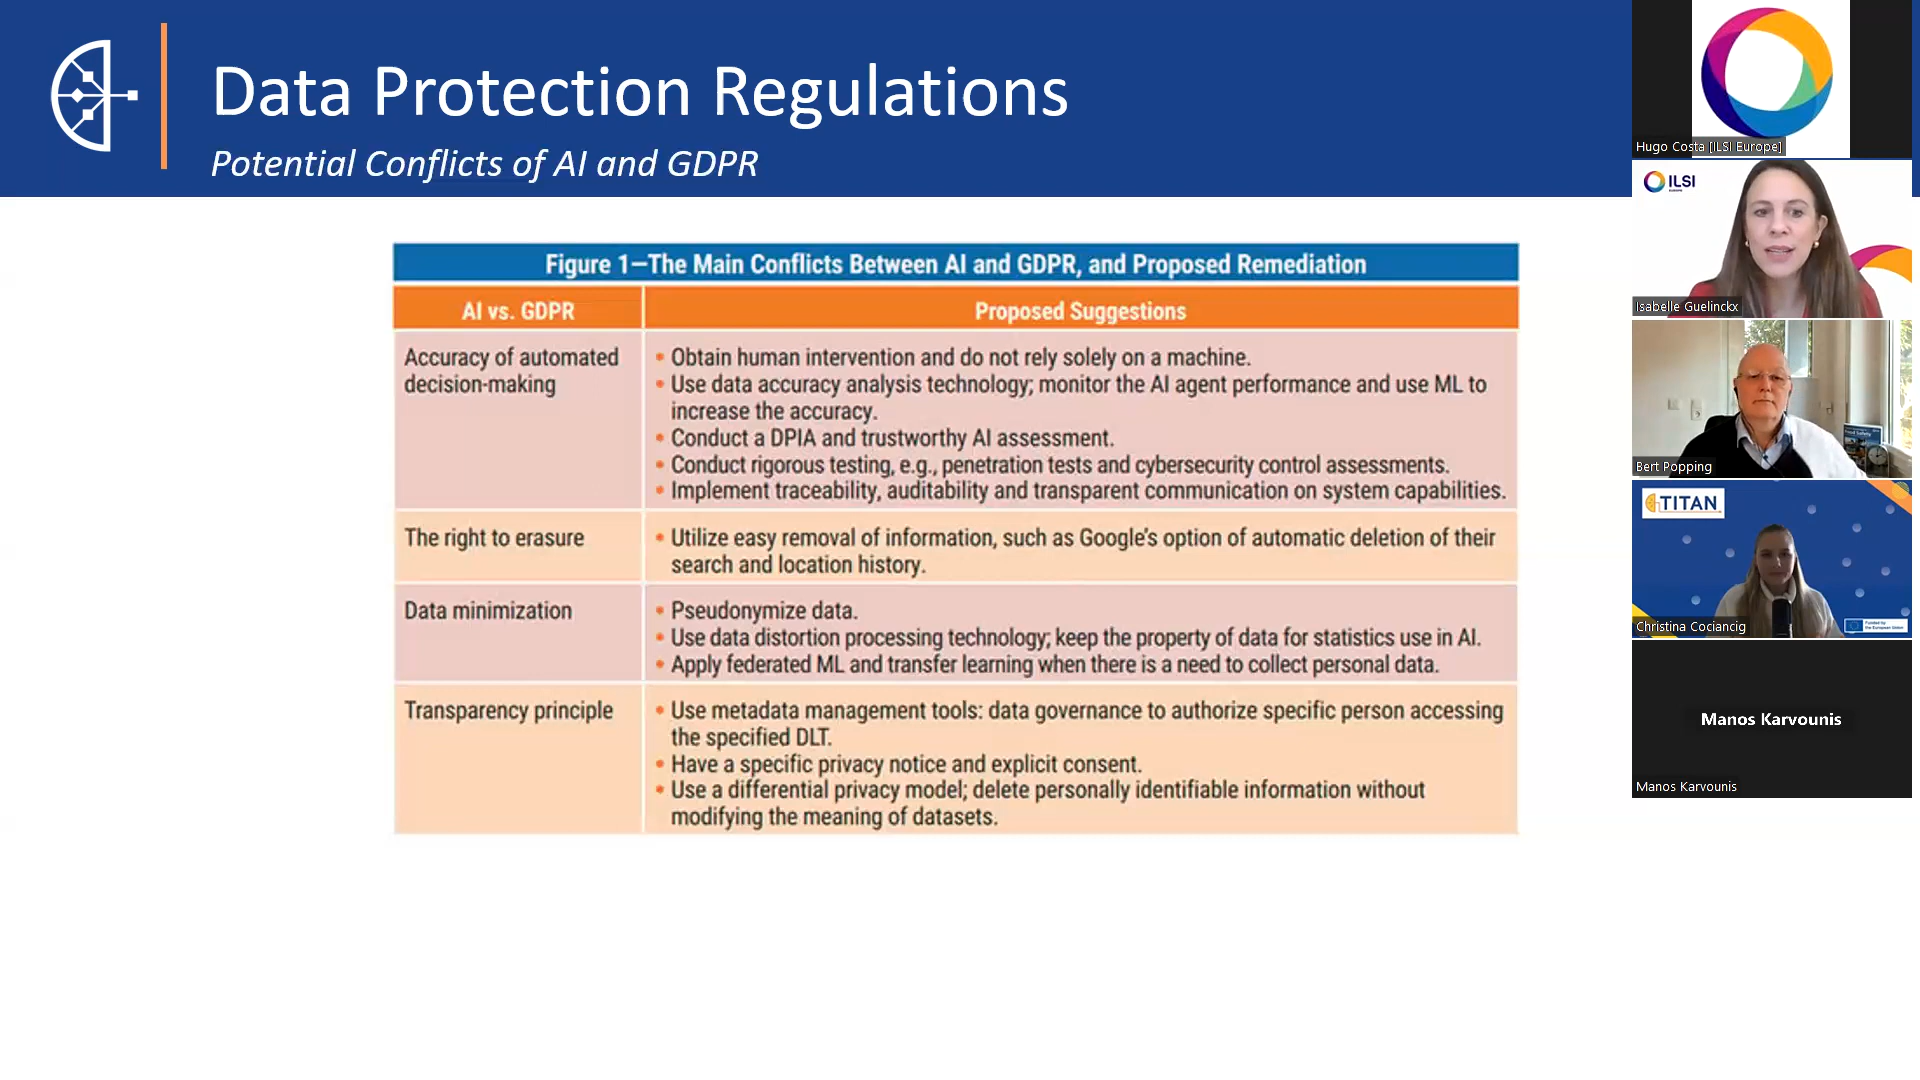 Data Protection Regulations
Potential Conflicts of AI and GDPR
Figure 1—The Main Conflicts Between AI and GDPR, and Proposed Remediation
AI vs. GDPR
Proposed Suggestions
Accuracy of automated
decision-making
• Obtain human intervention and do not rely solely on a machine.
• Use data accuracy analysis technology; monitor the AI agent performance and use ML to
increase the accuracy.
• Conduct a DPIA and trustworthy AI assessment.
• Conduct rigorous testing, e.g., penetration tests and cybersecurity control assessments.
• Implement traceability, auditability and transparent communication on system capabilities.
The right to erasure
• Utilize easy removal of information, such as Google's option of automatic deletion of their
search and location history.
Data minimization
• Pseudonymize data.
• Use data distortion processing technology; keep the property of data for statistics use in AI.
• Apply federated ML and transfer learning when there is a need to collect personal data.
Transparency principle
• Use metadata management tools: data governance to authorize specific person accessing
the specified DLT.
• Have a specific privacy notice and explicit consent.
• Use a differential privacy model; delete personally identifiable information without
modifying the meaning of datasets.
Hugo Costa [ILSI Europe]
ILSI
Isabelle Guelinckx
Bert Popping
TITAN
Funded by
the European Union
Christina Cociancig
Manos Karvounis
Manos Karvounis